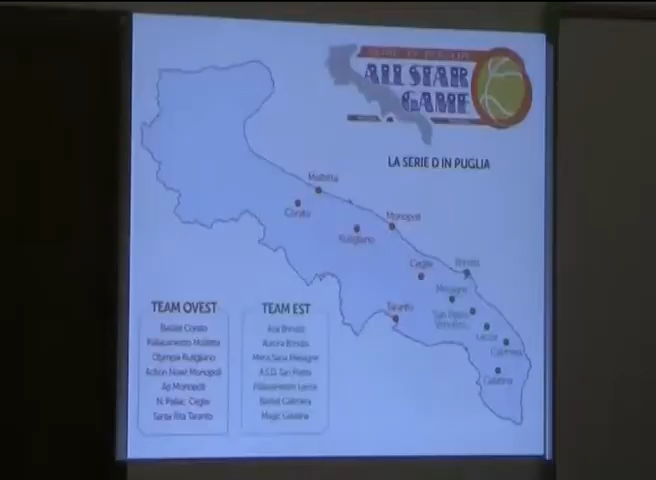 ALL STAR
GAME
LA SERIE D IN PUGLIA
Molfetta
Corato
Monopoli
Rutigliano
Ceglie
Brindisi
Mesagne
Taranto
San Pietro
Vernotico
Lecce
Calimera
Galatina
TEAM OVEST
Basket Corato
Pallacanestro Molfetta
Olympia Rutigliano
Action Now! Monopoli
Ap Monopoli
N. Pallac. Ceglie
Santa Rita Taranto
TEAM EST
Aurora Brindisi
Mens Sana Mesagne
A.S.D. San Pietro
Pallacanestro Lecce
Basket Calimera
Magic Galatina